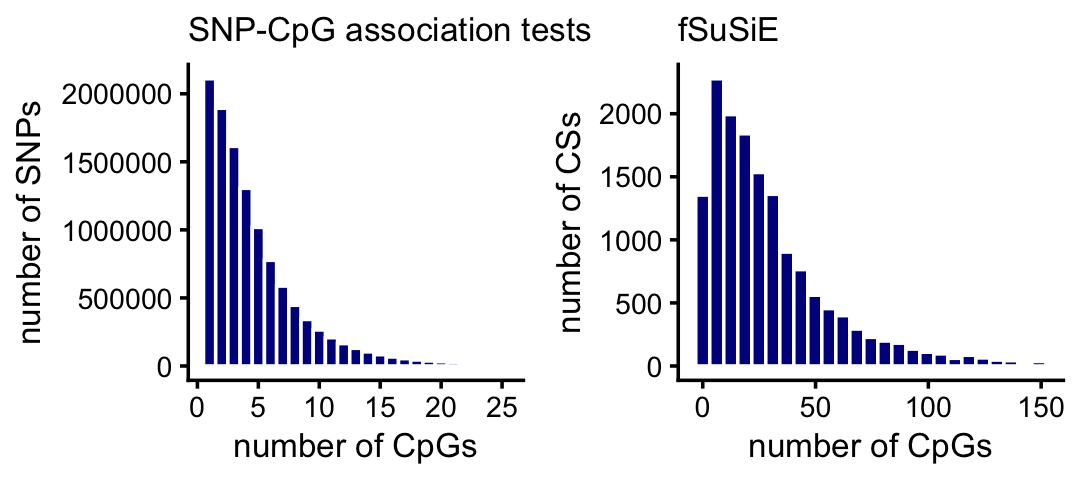 SNP-CpG association tests
number of SNPs
2000000
1500000
1000000
500000
0
0 5 10 15 20 25
number of CpGs
fSuSiE
number of CSs
2000
1500
1000
500
0
0 50 100 150
number of CpGs